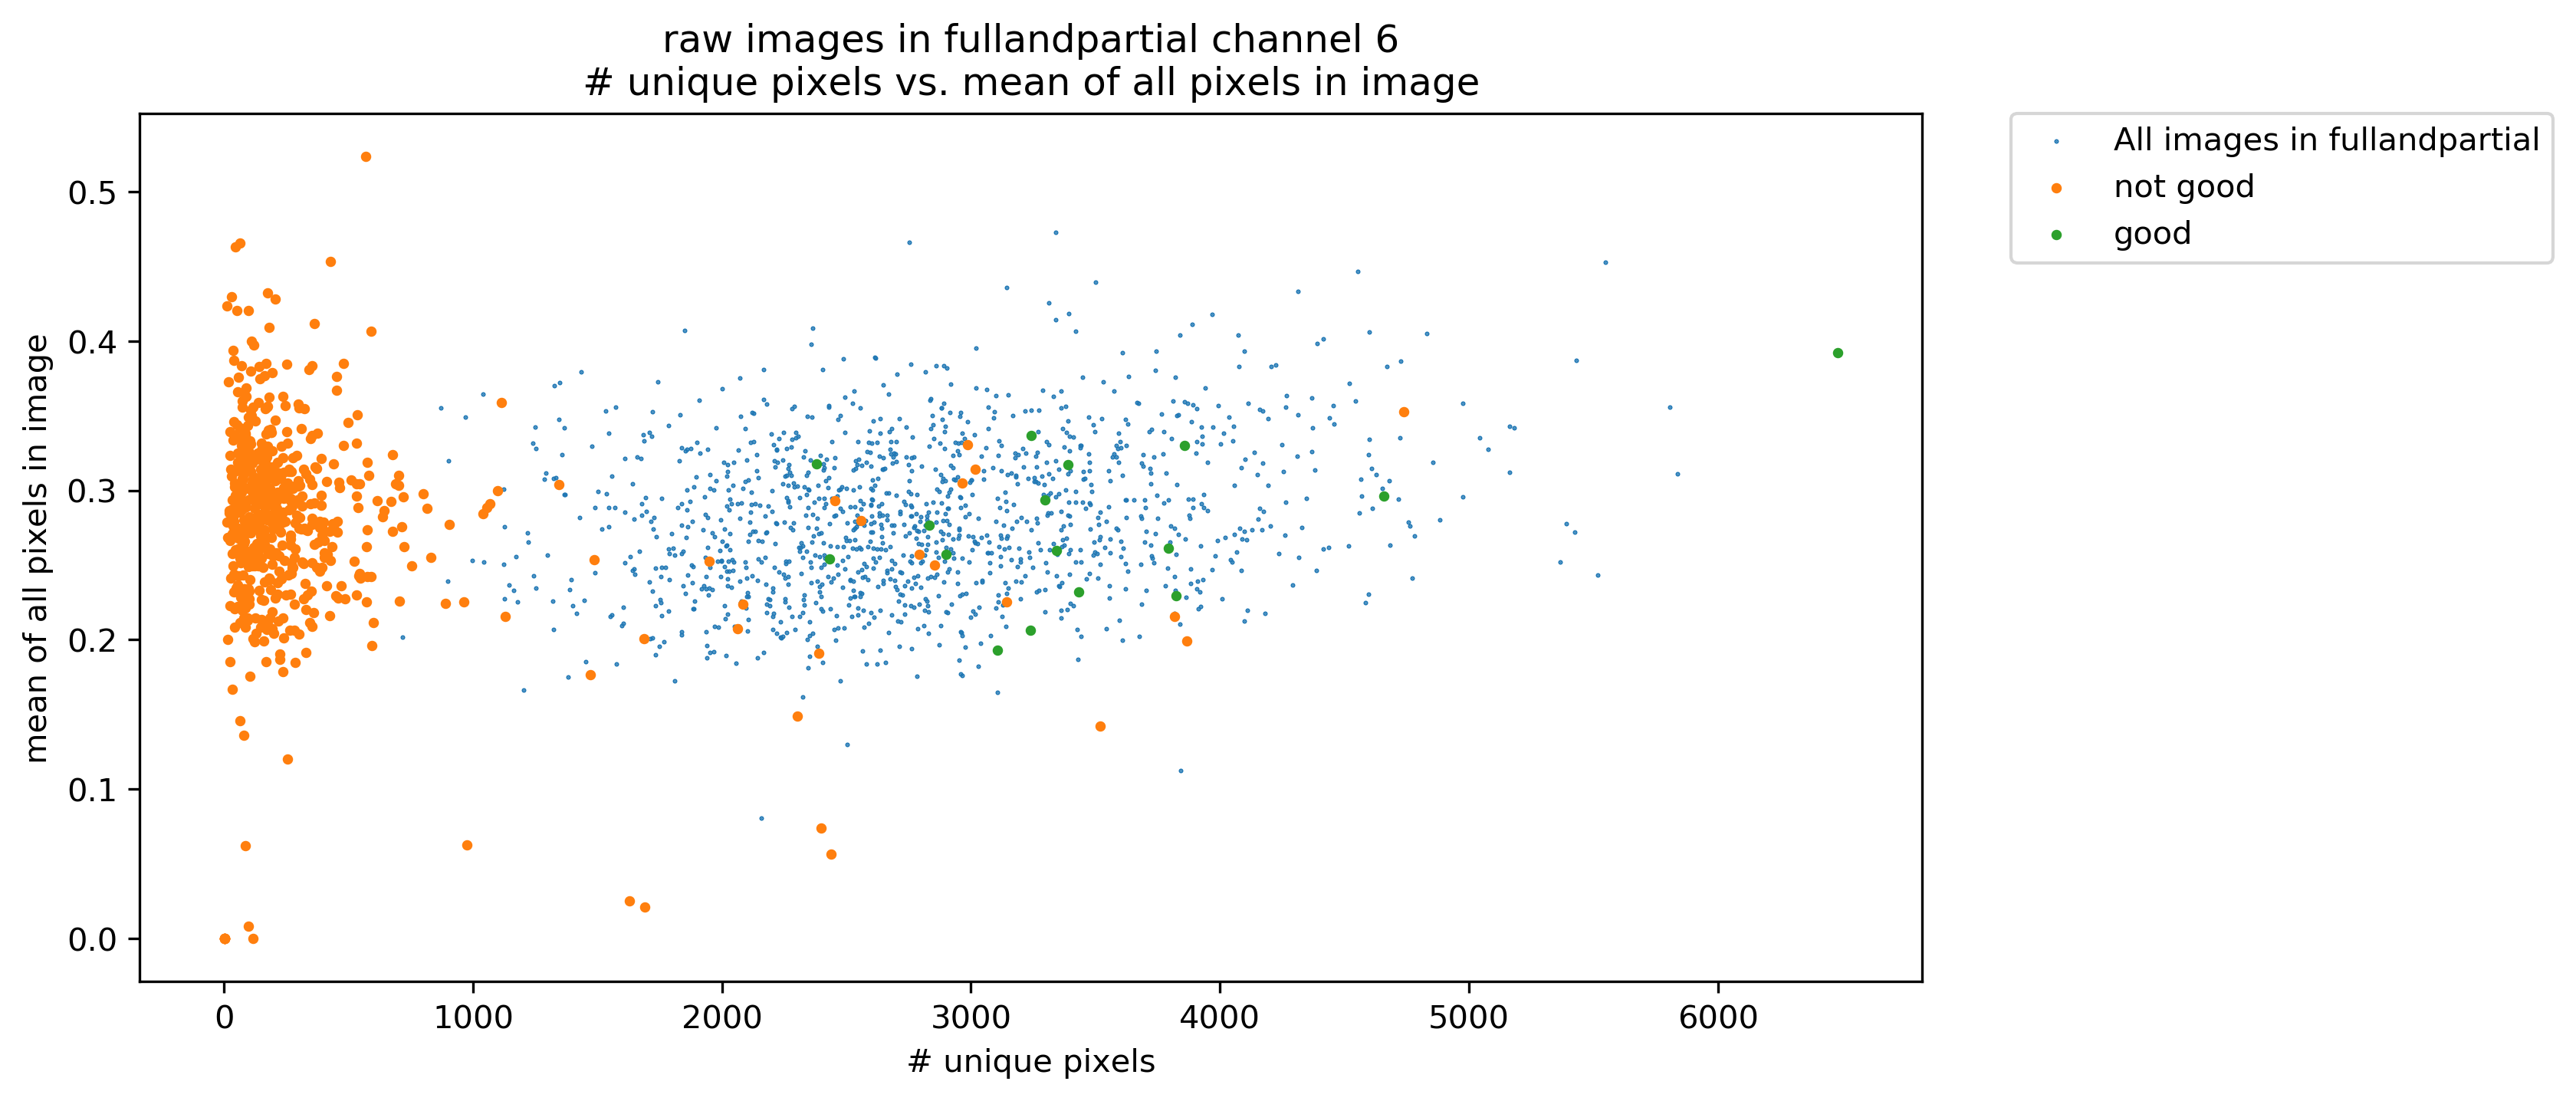 raw images in fullandpartial channel 6
# unique pixels vs. mean of all pixels in image
All images in fullandpartial
not good
good
mean of all pixels in image
0.5
0.4
0.3
0.2
0.1
0.0
0 1000 2000 3000 4000 5000 6000
# unique pixels